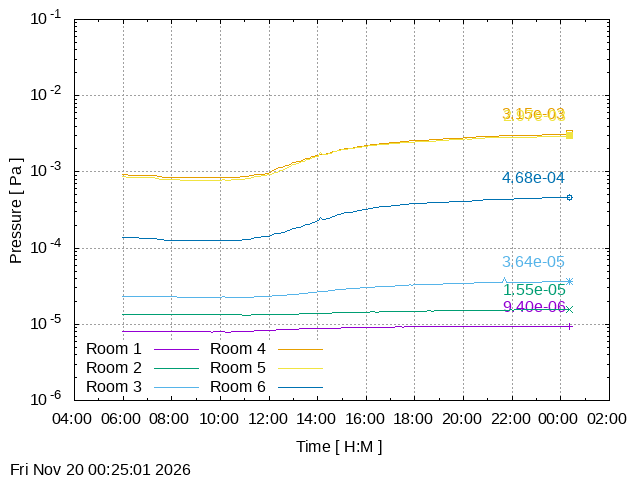 10^-1
10^-2
10^-3
10^-4
10^-5
10^-6
Pressure [ Pa ]
3.15e-03
4.68e-04
3.64e-05
1.55e-05
9.40e-06
Room 1 Room 4
Room 2 Room 5
Room 3 Room 6
04:00 06:00 08:00 10:00 12:00 14:00 16:00 18:00 20:00 22:00 00:00 02:00
Time [ H:M ]
Fri Nov 20 00:25:01 2026